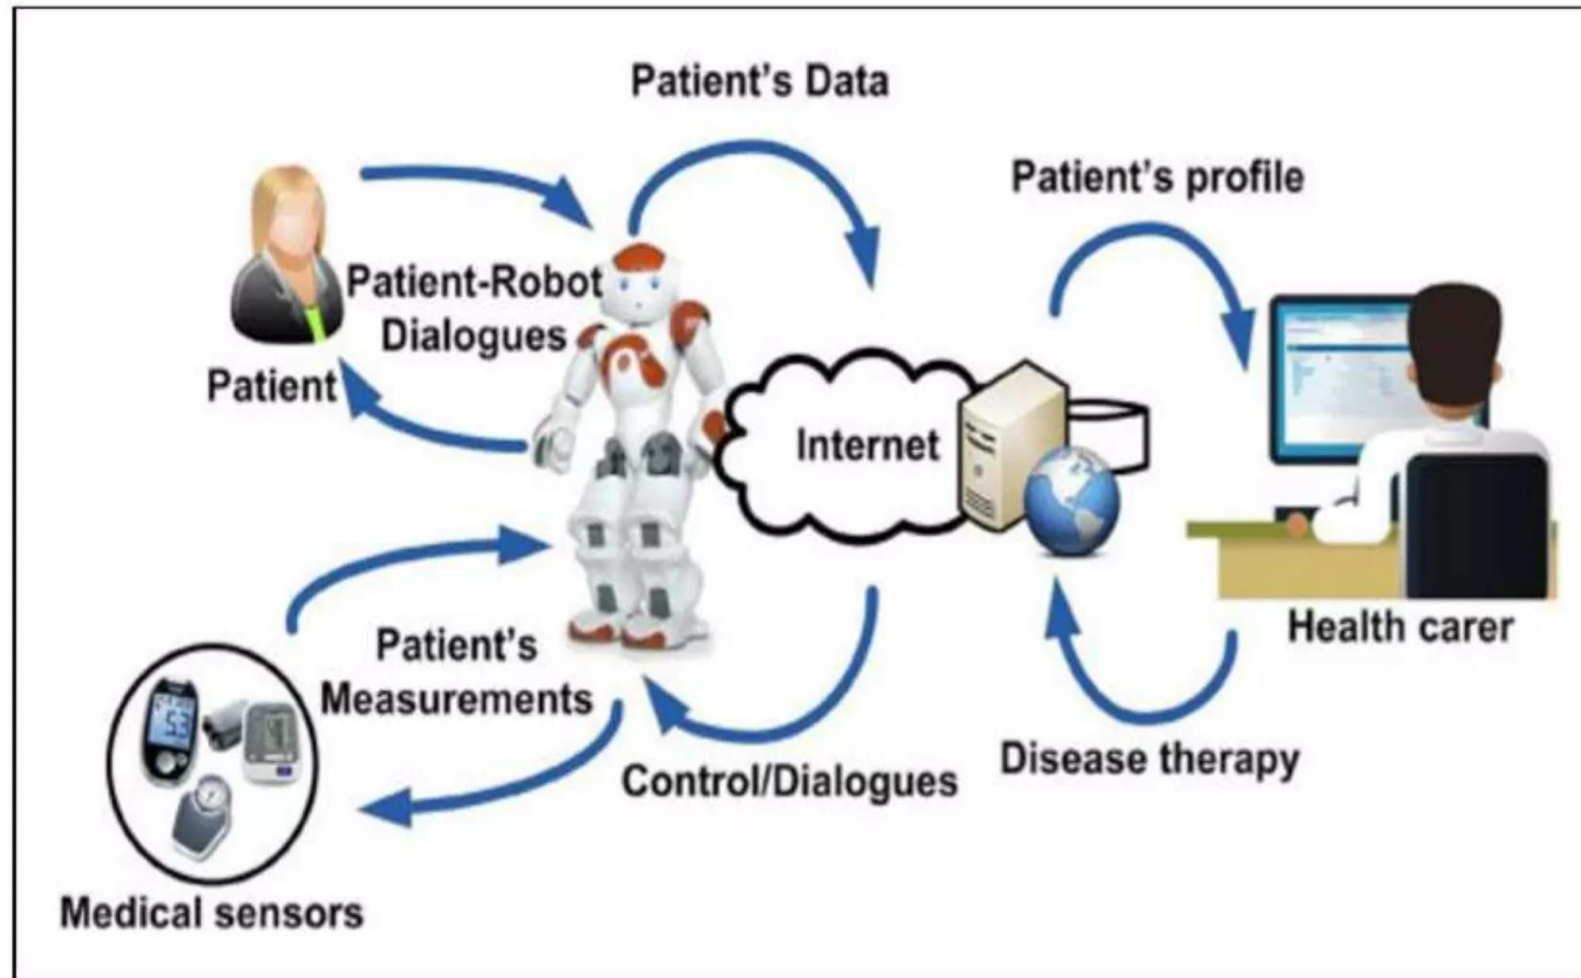 Patient's Data
Patient's profile
Patient-Robot
Dialogues
Patient
Internet
Health carer
Patient's
Measurements
Control/Dialogues
Disease therapy
Medical sensors